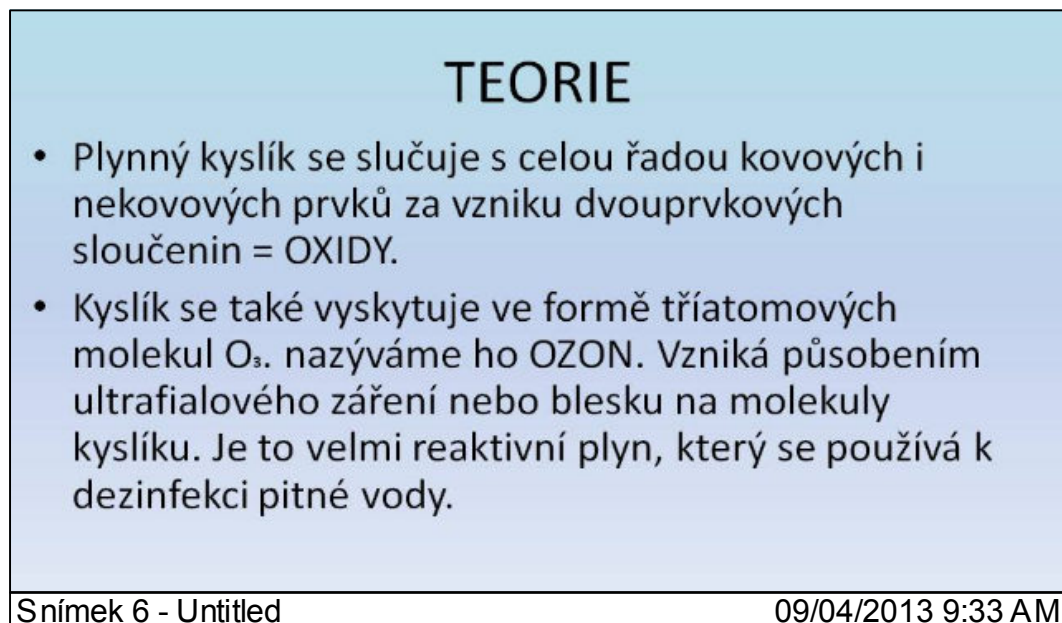 TEORIE
• Plynný kyslík se slučuje s celou řadou kovových i
nekovových prvků za vzniku dvouprvkových
sloučenin = OXIDY.
• Kyslík se také vyskytuje ve formě tříatomových
molekul O₃. nazýváme ho OZON. Vzniká působením
ultrafialového záření nebo blesku na molekuly
kyslíku. Je to velmi reaktivní plyn, který se používá k
dezinfekci pitné vody.
Snímek 6 - Untitled 09/04/2013 9:33 AM